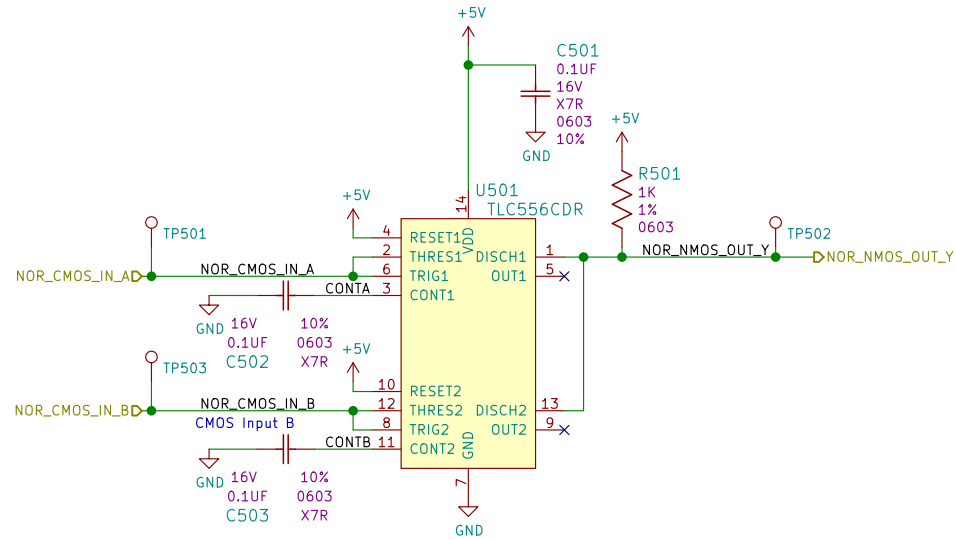 +5V
C501
0.1UF
16V
X7R
0603
10%
GND
+5V
R501
1K
1%
0603
+5V
U501
TLC556CDR
14
VDD
TP501
TP502
4
RESET1
2
THRES1
6
TRIG1
3
CONT1
DISCH1
1
OUT1
5
NOR_NMOS_OUT_Y
NOR_NMOS_OUT_Y
NOR_CMOS_IN_A
NOR_CMOS_IN_A
CONTA
GND
16V
10%
0.1UF
0603
C502
X7R
+5V
TP503
10
RESET2
12
THRES2
8
TRIG2
11
CONT2
DISCH2
13
OUT2
9
NOR_CMOS_IN_B
NOR_CMOS_IN_B
CMOS Input B
CONTB
GND
16V
10%
0.1UF
0603
C503
X7R
GND
7
GND